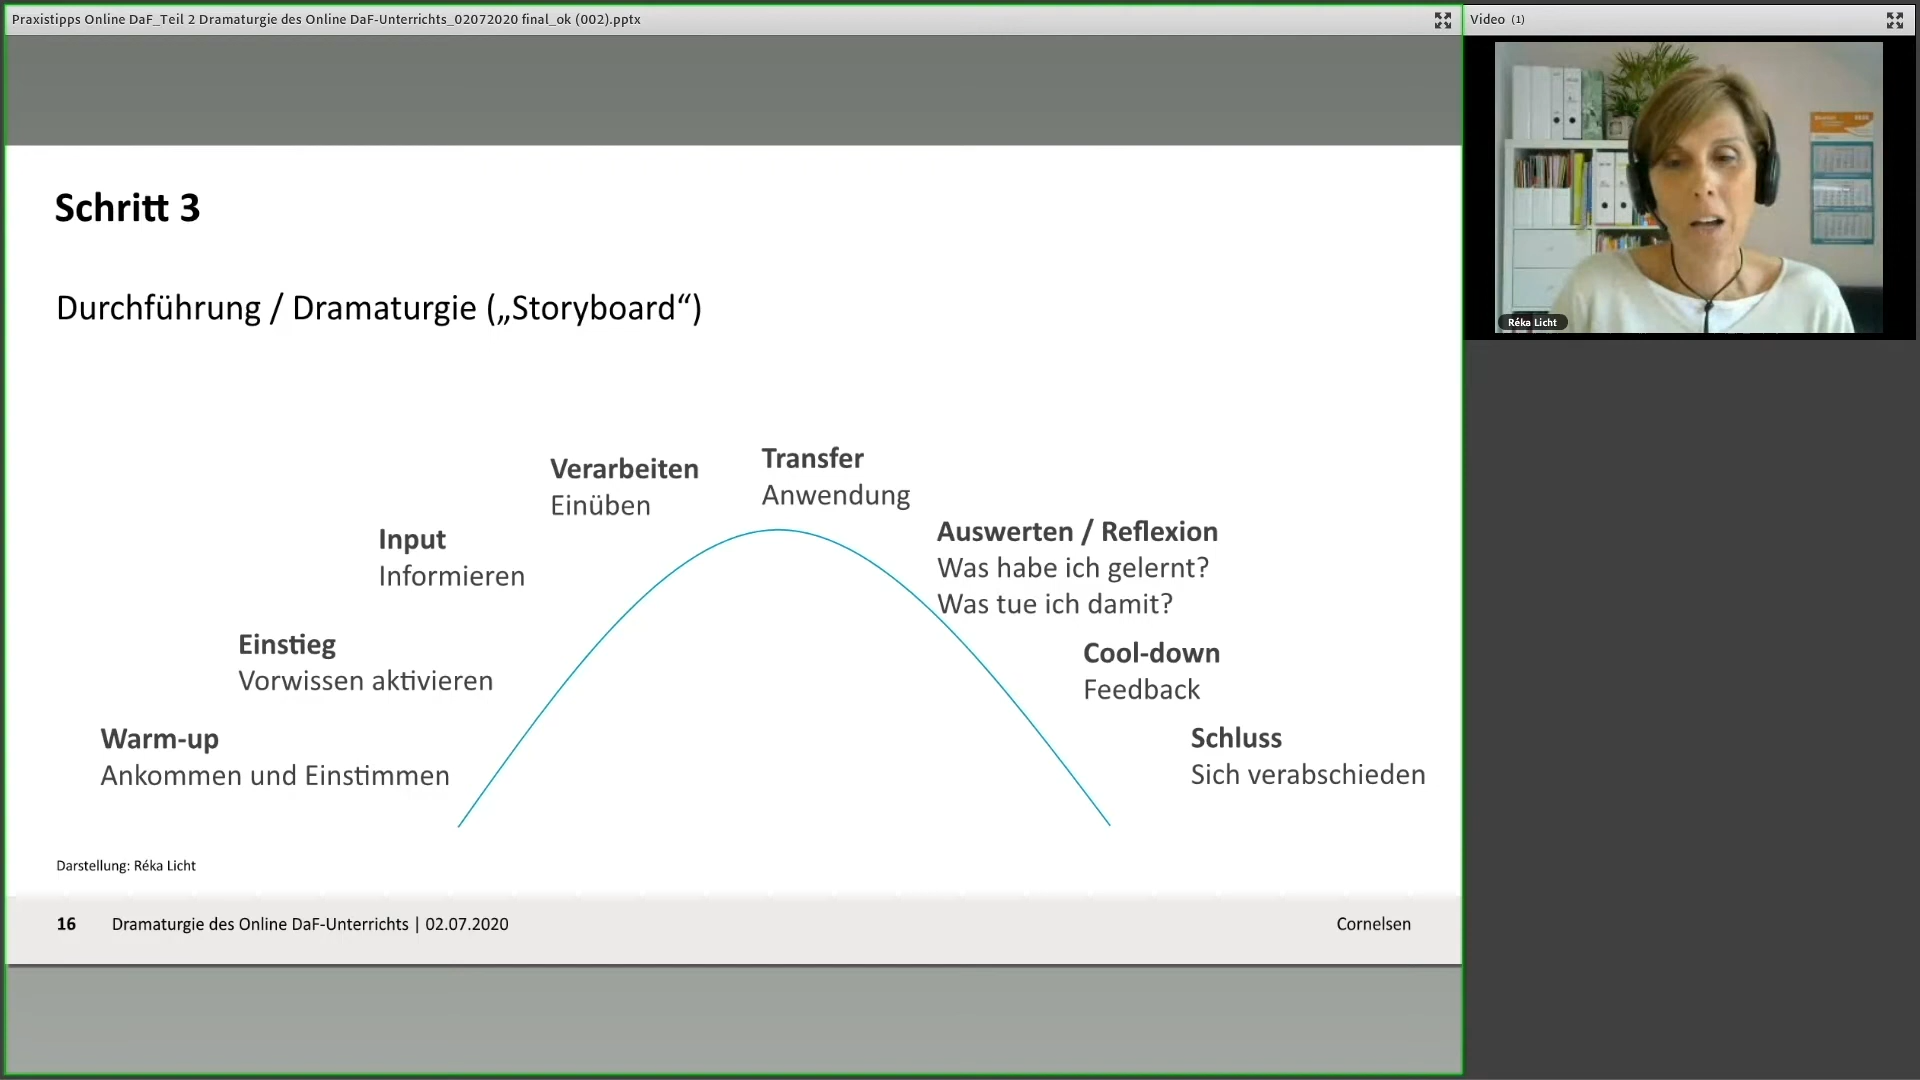 Praxistipps Online DaF_Teil 2 Dramaturgie des Online DaF-Unterrichts_02072020 final_ok (002).pptx
Video (1)
Réka Licht
Schritt 3
Durchführung / Dramaturgie („Storyboard“)
Verarbeiten
Einüben
Transfer
Anwendung
Input
Informieren
Auswerten / Reflexion
Was habe ich gelernt?
Was tue ich damit?
Einstieg
Vorwissen aktivieren
Cool-down
Feedback
Warm-up
Ankommen und Einstimmen
Schluss
Sich verabschieden
Darstellung: Réka Licht
16 Dramaturgie des Online DaF-Unterrichts | 02.07.2020 Cornelsen